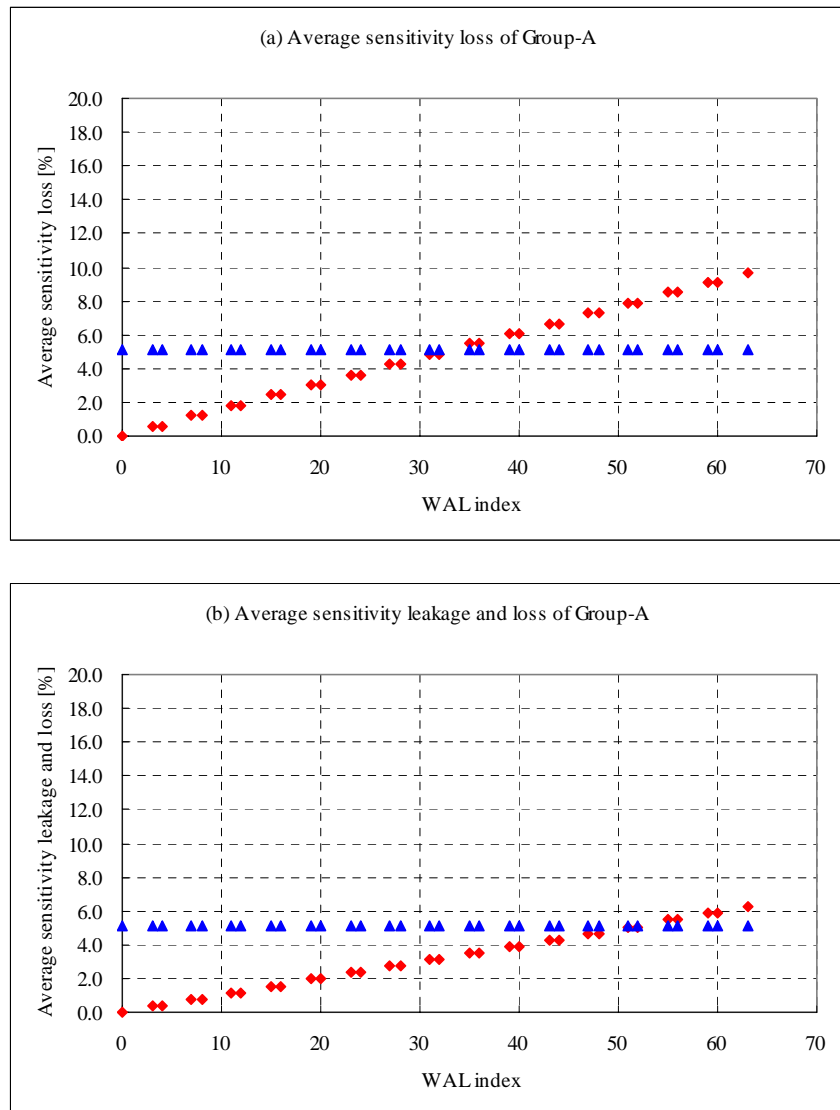 (a) Average sensitivity loss of Group-A
Average sensitivity loss [%]
20.0
18.0
16.0
14.0
12.0
10.0
8.0
6.0
4.0
2.0
0.0
0 10 20 30 40 50 60 70
WAL index
(b) Average sensitivity leakage and loss of Group-A
Average sensitivity leakage and loss [%]
20.0
18.0
16.0
14.0
12.0
10.0
8.0
6.0
4.0
2.0
0.0
0 10 20 30 40 50 60 70
WAL index